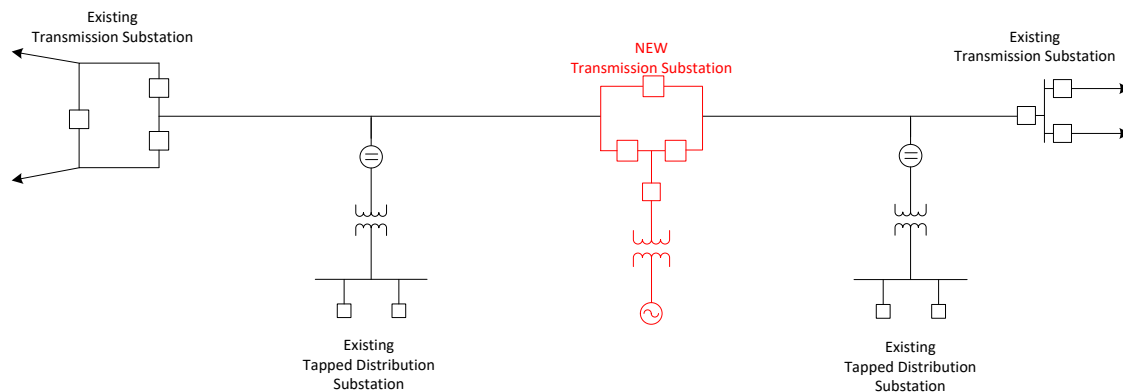 Existing
Transmission Substation
NEW
Transmission Substation
Existing
Transmission Substation
Existing
Tapped Distribution
Substation
Existing
Tapped Distribution
Substation